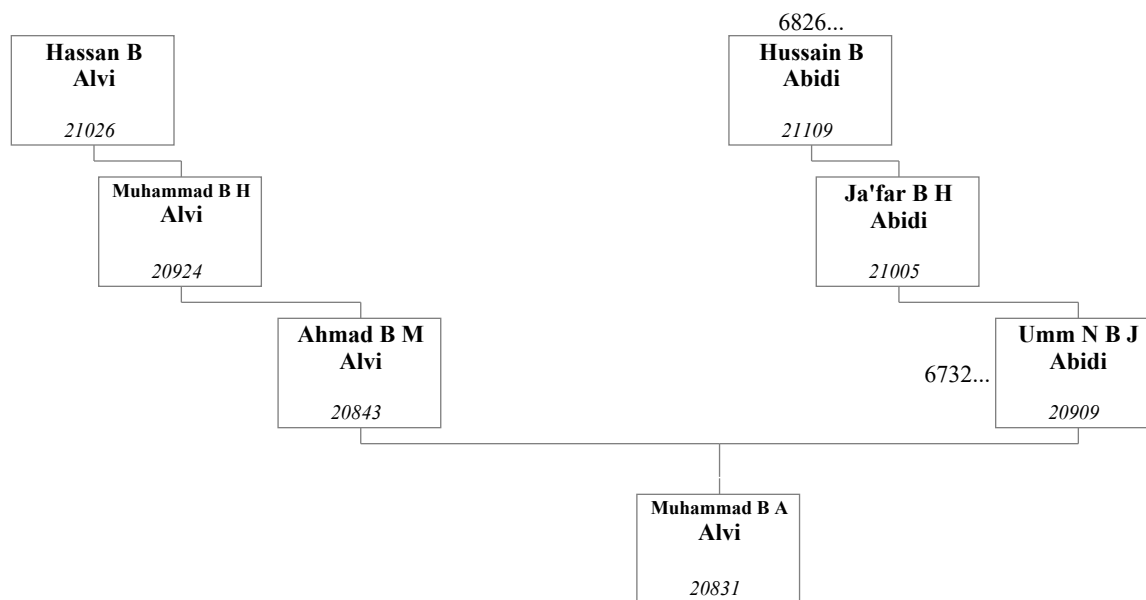 6826...
Hassan B
Alvi
21026
Hussain B
Abidi
21109
Muhammad B H
Alvi
20924
Ja'far B H
Abidi
21005
Ahmad B M
Alvi
20843
Umm N B J
Abidi
6732...
20909
Muhammad B A
Alvi
20831